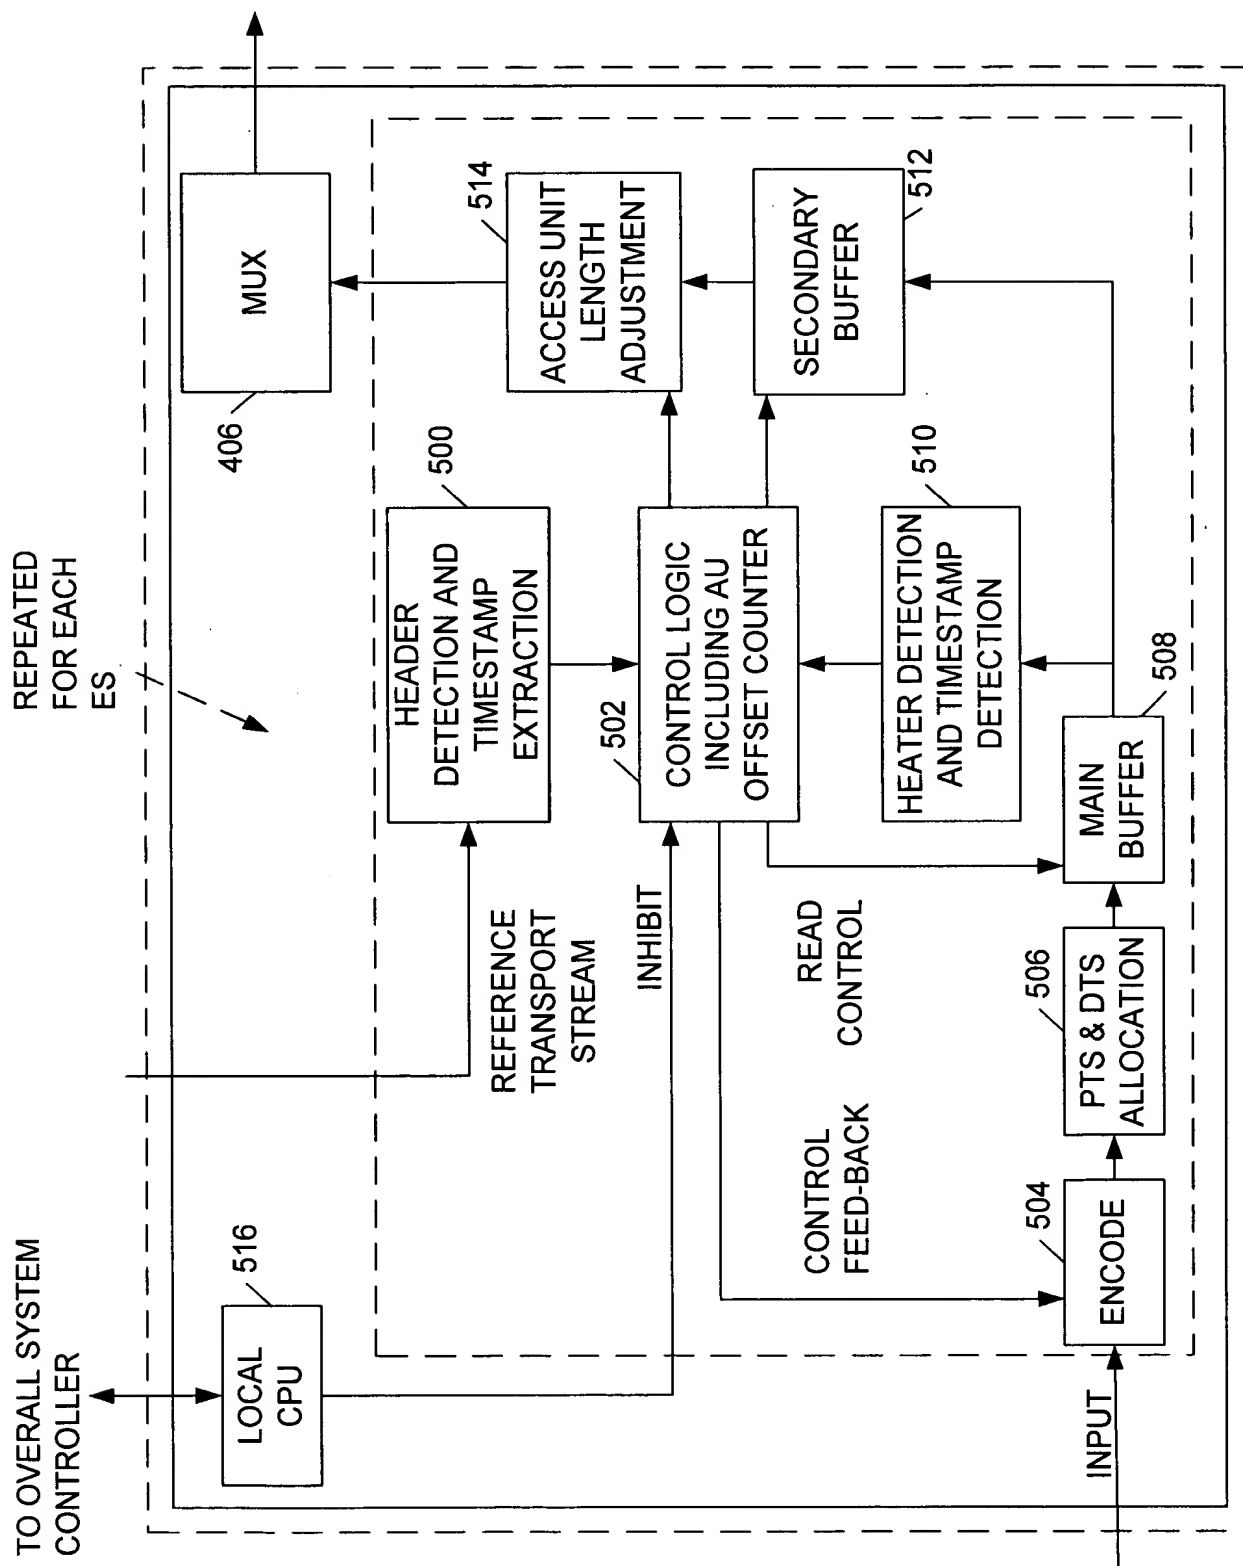 TO OVERALL SYSTEM
CONTROLLER
REPEATED
FOR EACH
ES
LOCAL
CPU
516
406
MUX
REFERENCE
TRANSPORT
STREAM
HEADER
DETECTION AND
TIMESTAMP
EXTRACTION
500
ACCESS UNIT
LENGTH
ADJUSTMENT
514
INHIBIT
502
CONTROL LOGIC
INCLUDING AU
OFFSET COUNTER
SECONDARY
BUFFER
512
CONTROL
FEED-BACK
READ
CONTROL
HEATER DETECTION
AND TIMESTAMP
DETECTION
510
INPUT
ENCODE
504
PTS & DTS
ALLOCATION
506
MAIN
BUFFER
508